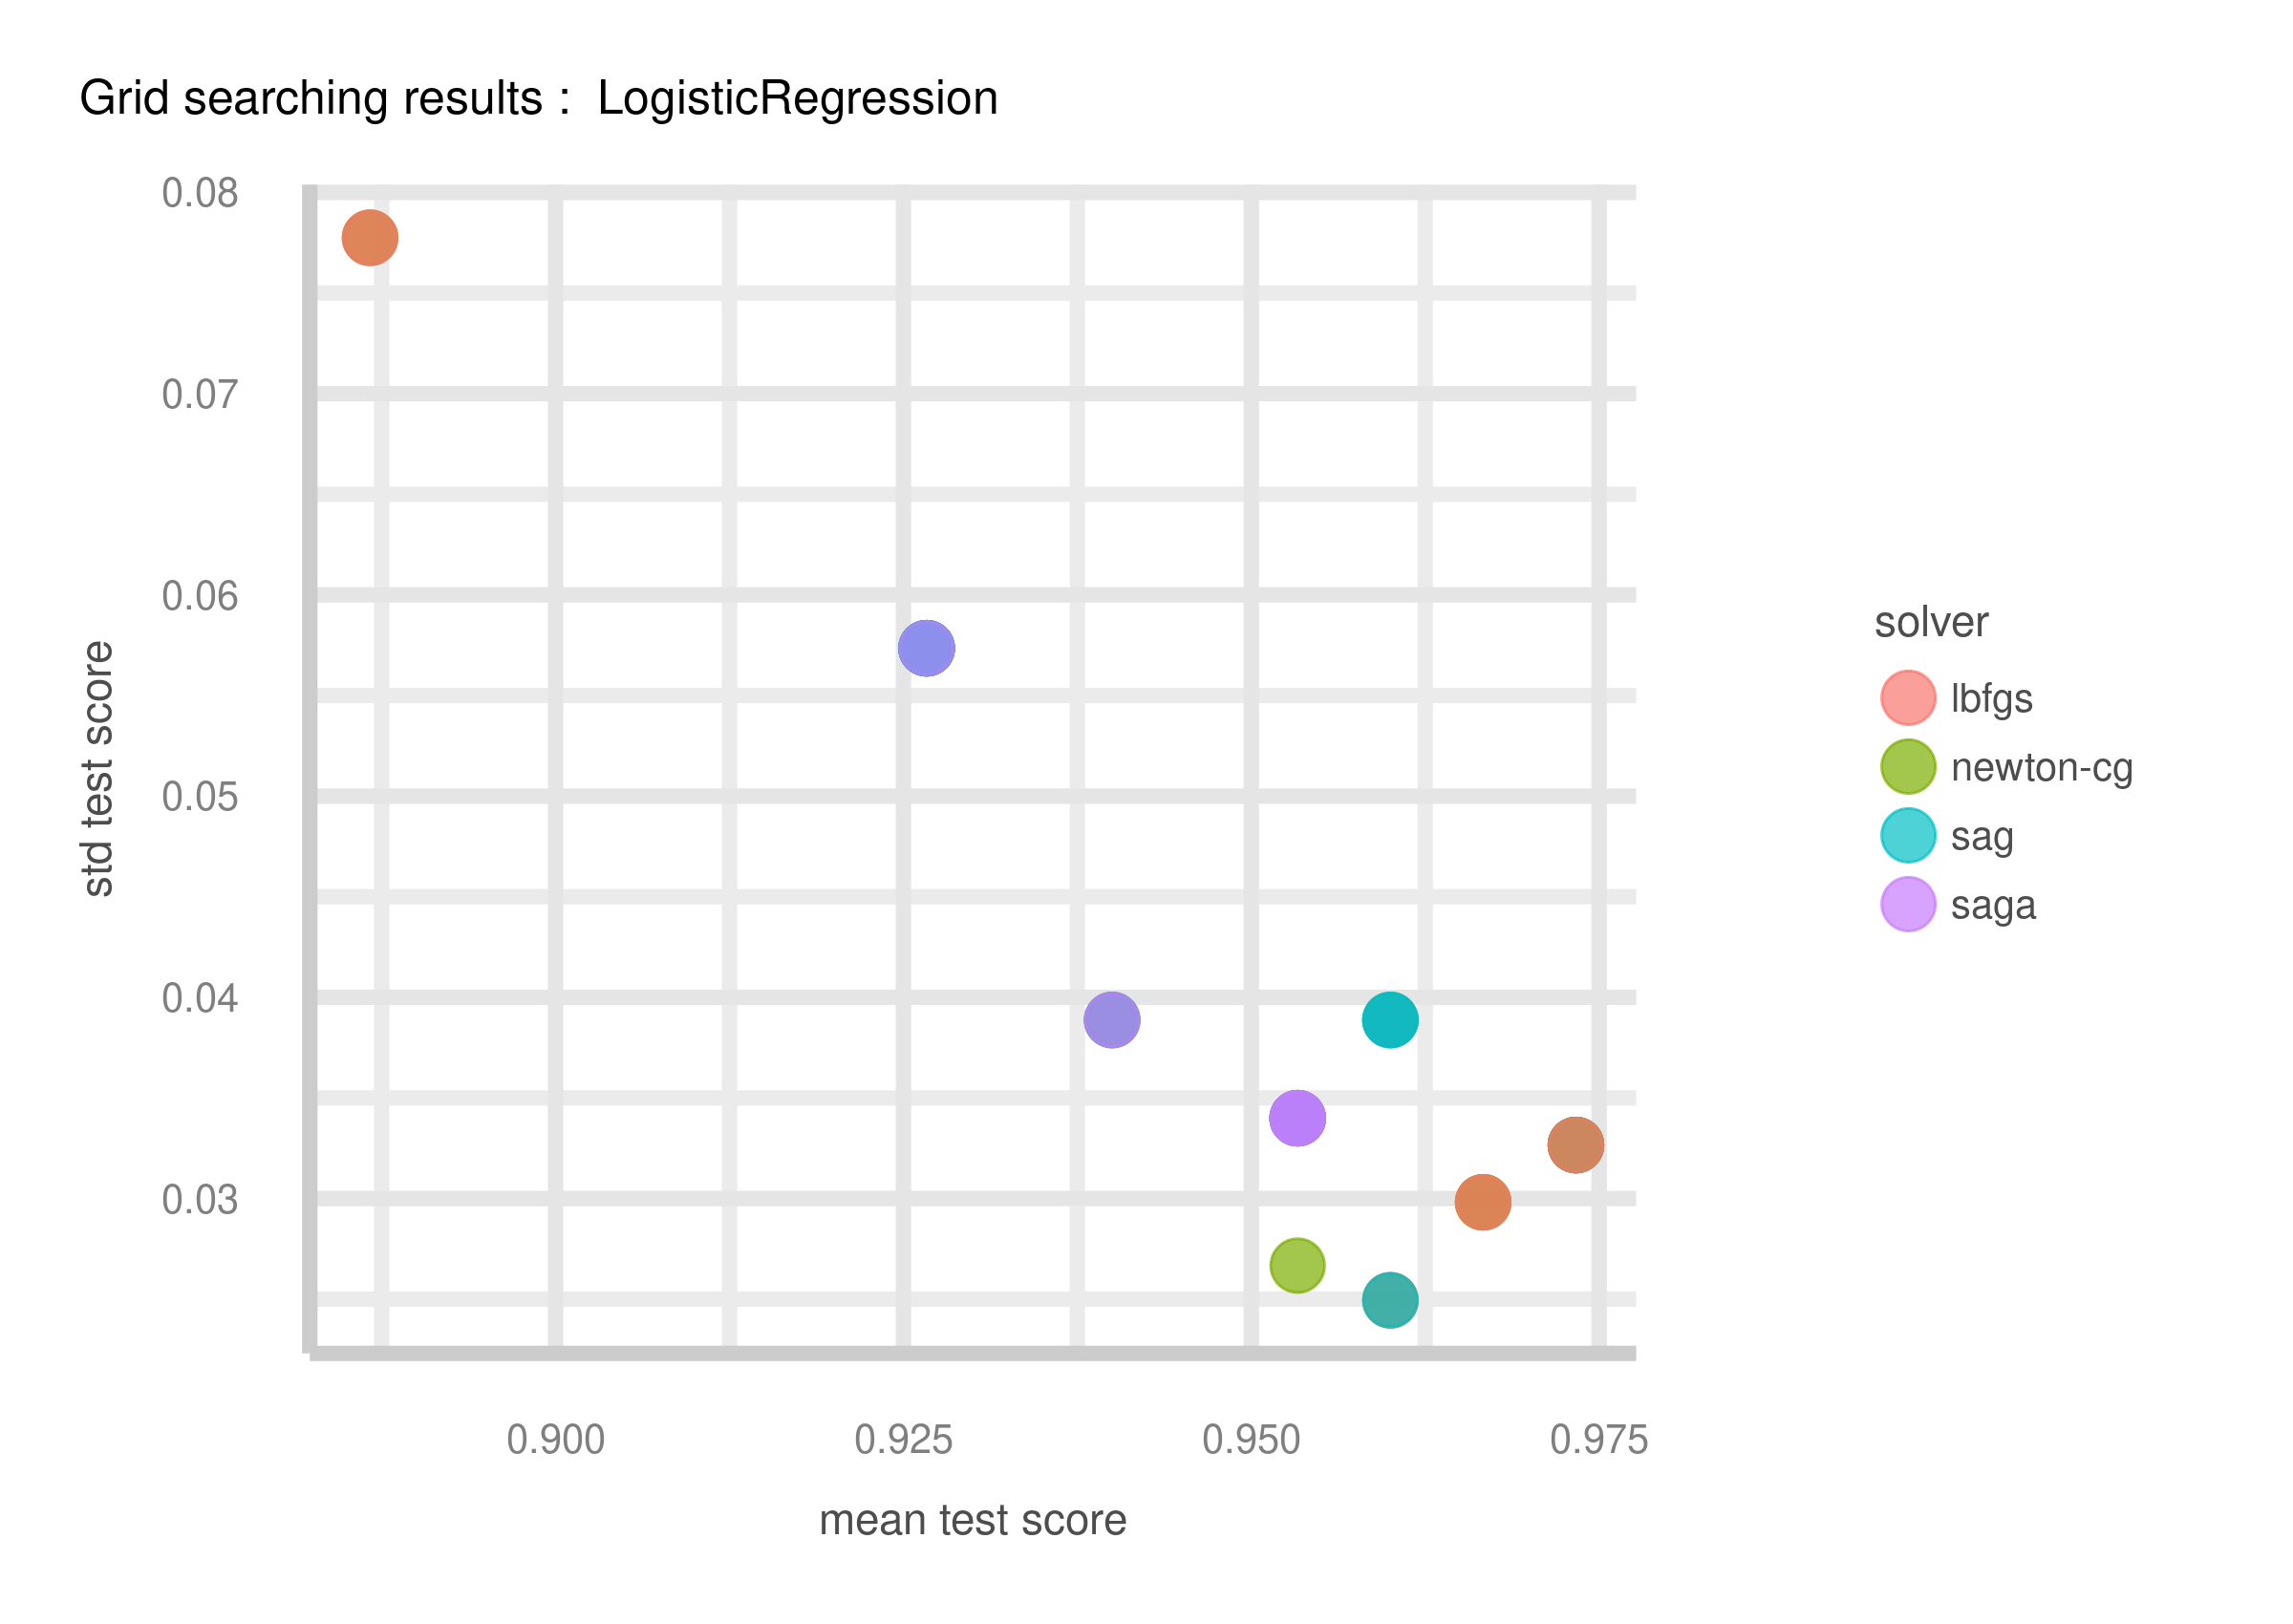 Grid searching results :  LogisticRegression
0.08
0.07
0.06
0.05
0.04
0.03
std test score
0.900 0.925 0.950 0.975
mean test score
solver
lbfgs
newton-cg
sag
saga